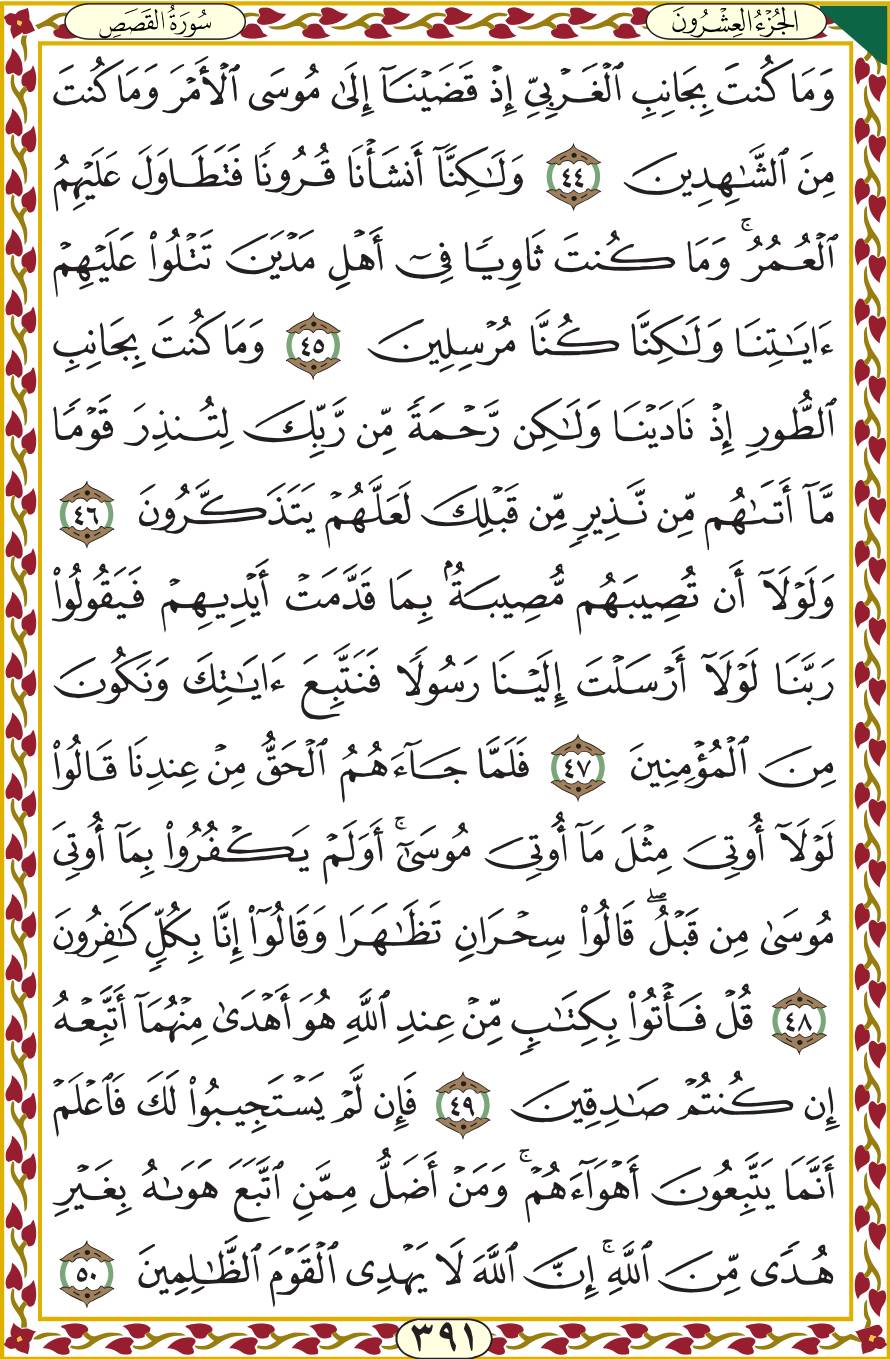 الجُزْءُ العِشْرُونَ
سُورَةُ القَصَصِ
وَمَا كُنتَ بِجَانِبِ ٱلْغَرْبِىِّ إِذْ قَضَيْنَآ إِلَىٰ مُوسَى ٱلْأَمْرَ وَمَا كُنتَ
مِنَ ٱلشَّـٰهِدِينَ ٤٤ وَلَـٰكِنَّآ أَنشَأْنَا قُرُونًا فَتَطَاوَلَ عَلَيْهِمُ
ٱلْعُمُرُ ۚ وَمَا كُنتَ ثَاوِيًا فِىٓ أَهْلِ مَدْيَنَ تَتْلُوا۟ عَلَيْهِمْ
ءَايَـٰتِنَا وَلَـٰكِنَّا كُنَّا مُرْسِلِينَ ٤٥ وَمَا كُنتَ بِجَانِبِ
ٱلطُّورِ إِذْ نَادَيْنَا وَلَـٰكِن رَّحْمَةً مِّن رَّبِّكَ لِتُنذِرَ قَوْمًا
مَّآ أَتَىٰهُم مِّن نَّذِيرٍ مِّن قَبْلِكَ لَعَلَّهُمْ يَتَذَكَّرُونَ ٤٦
وَلَوْلَآ أَن تُصِيبَهُم مُّصِيبَةٌۢ بِمَا قَدَّمَتْ أَيْدِيهِمْ فَيَقُولُوا۟
رَبَّنَا لَوْلَآ أَرْسَلْتَ إِلَيْنَا رَسُولًا فَنَتَّبِعَ ءَايَـٰتِكَ وَنَكُونَ
مِنَ ٱلْمُؤْمِنِينَ ٤٧ فَلَمَّا جَآءَهُمُ ٱلْحَقُّ مِنْ عِندِنَا قَالُوا۟
لَوْلَآ أُوتِىَ مِثْلَ مَآ أُوتِىَ مُوسَىٰٓ ۚ أَوَلَمْ يَكْفُرُوا۟ بِمَآ أُوتِىَ
مُوسَىٰ مِن قَبْلُ ۖ قَالُوا۟ سِحْرَانِ تَظَـٰهَرَا وَقَالُوٓا۟ إِنَّا بِكُلٍّ كَـٰفِرُونَ
٤٨ قُلْ فَأْتُوا۟ بِكِتَـٰبٍ مِّنْ عِندِ ٱللَّهِ هُوَ أَهْدَىٰ مِنْهُمَآ أَتَّبِعْهُ
إِن كُنتُمْ صَـٰدِقِينَ ٤٩ فَإِن لَّمْ يَسْتَجِيبُوا۟ لَكَ فَٱعْلَمْ
أَنَّمَا يَتَّبِعُونَ أَهْوَآءَهُمْ ۚ وَمَنْ أَضَلُّ مِمَّنِ ٱتَّبَعَ هَوَىٰهُ بِغَيْرِ
هُدًى مِّنَ ٱللَّهِ ۚ إِنَّ ٱللَّهَ لَا يَهْدِى ٱلْقَوْمَ ٱلظَّـٰلِمِينَ ٥٠
٣٩١